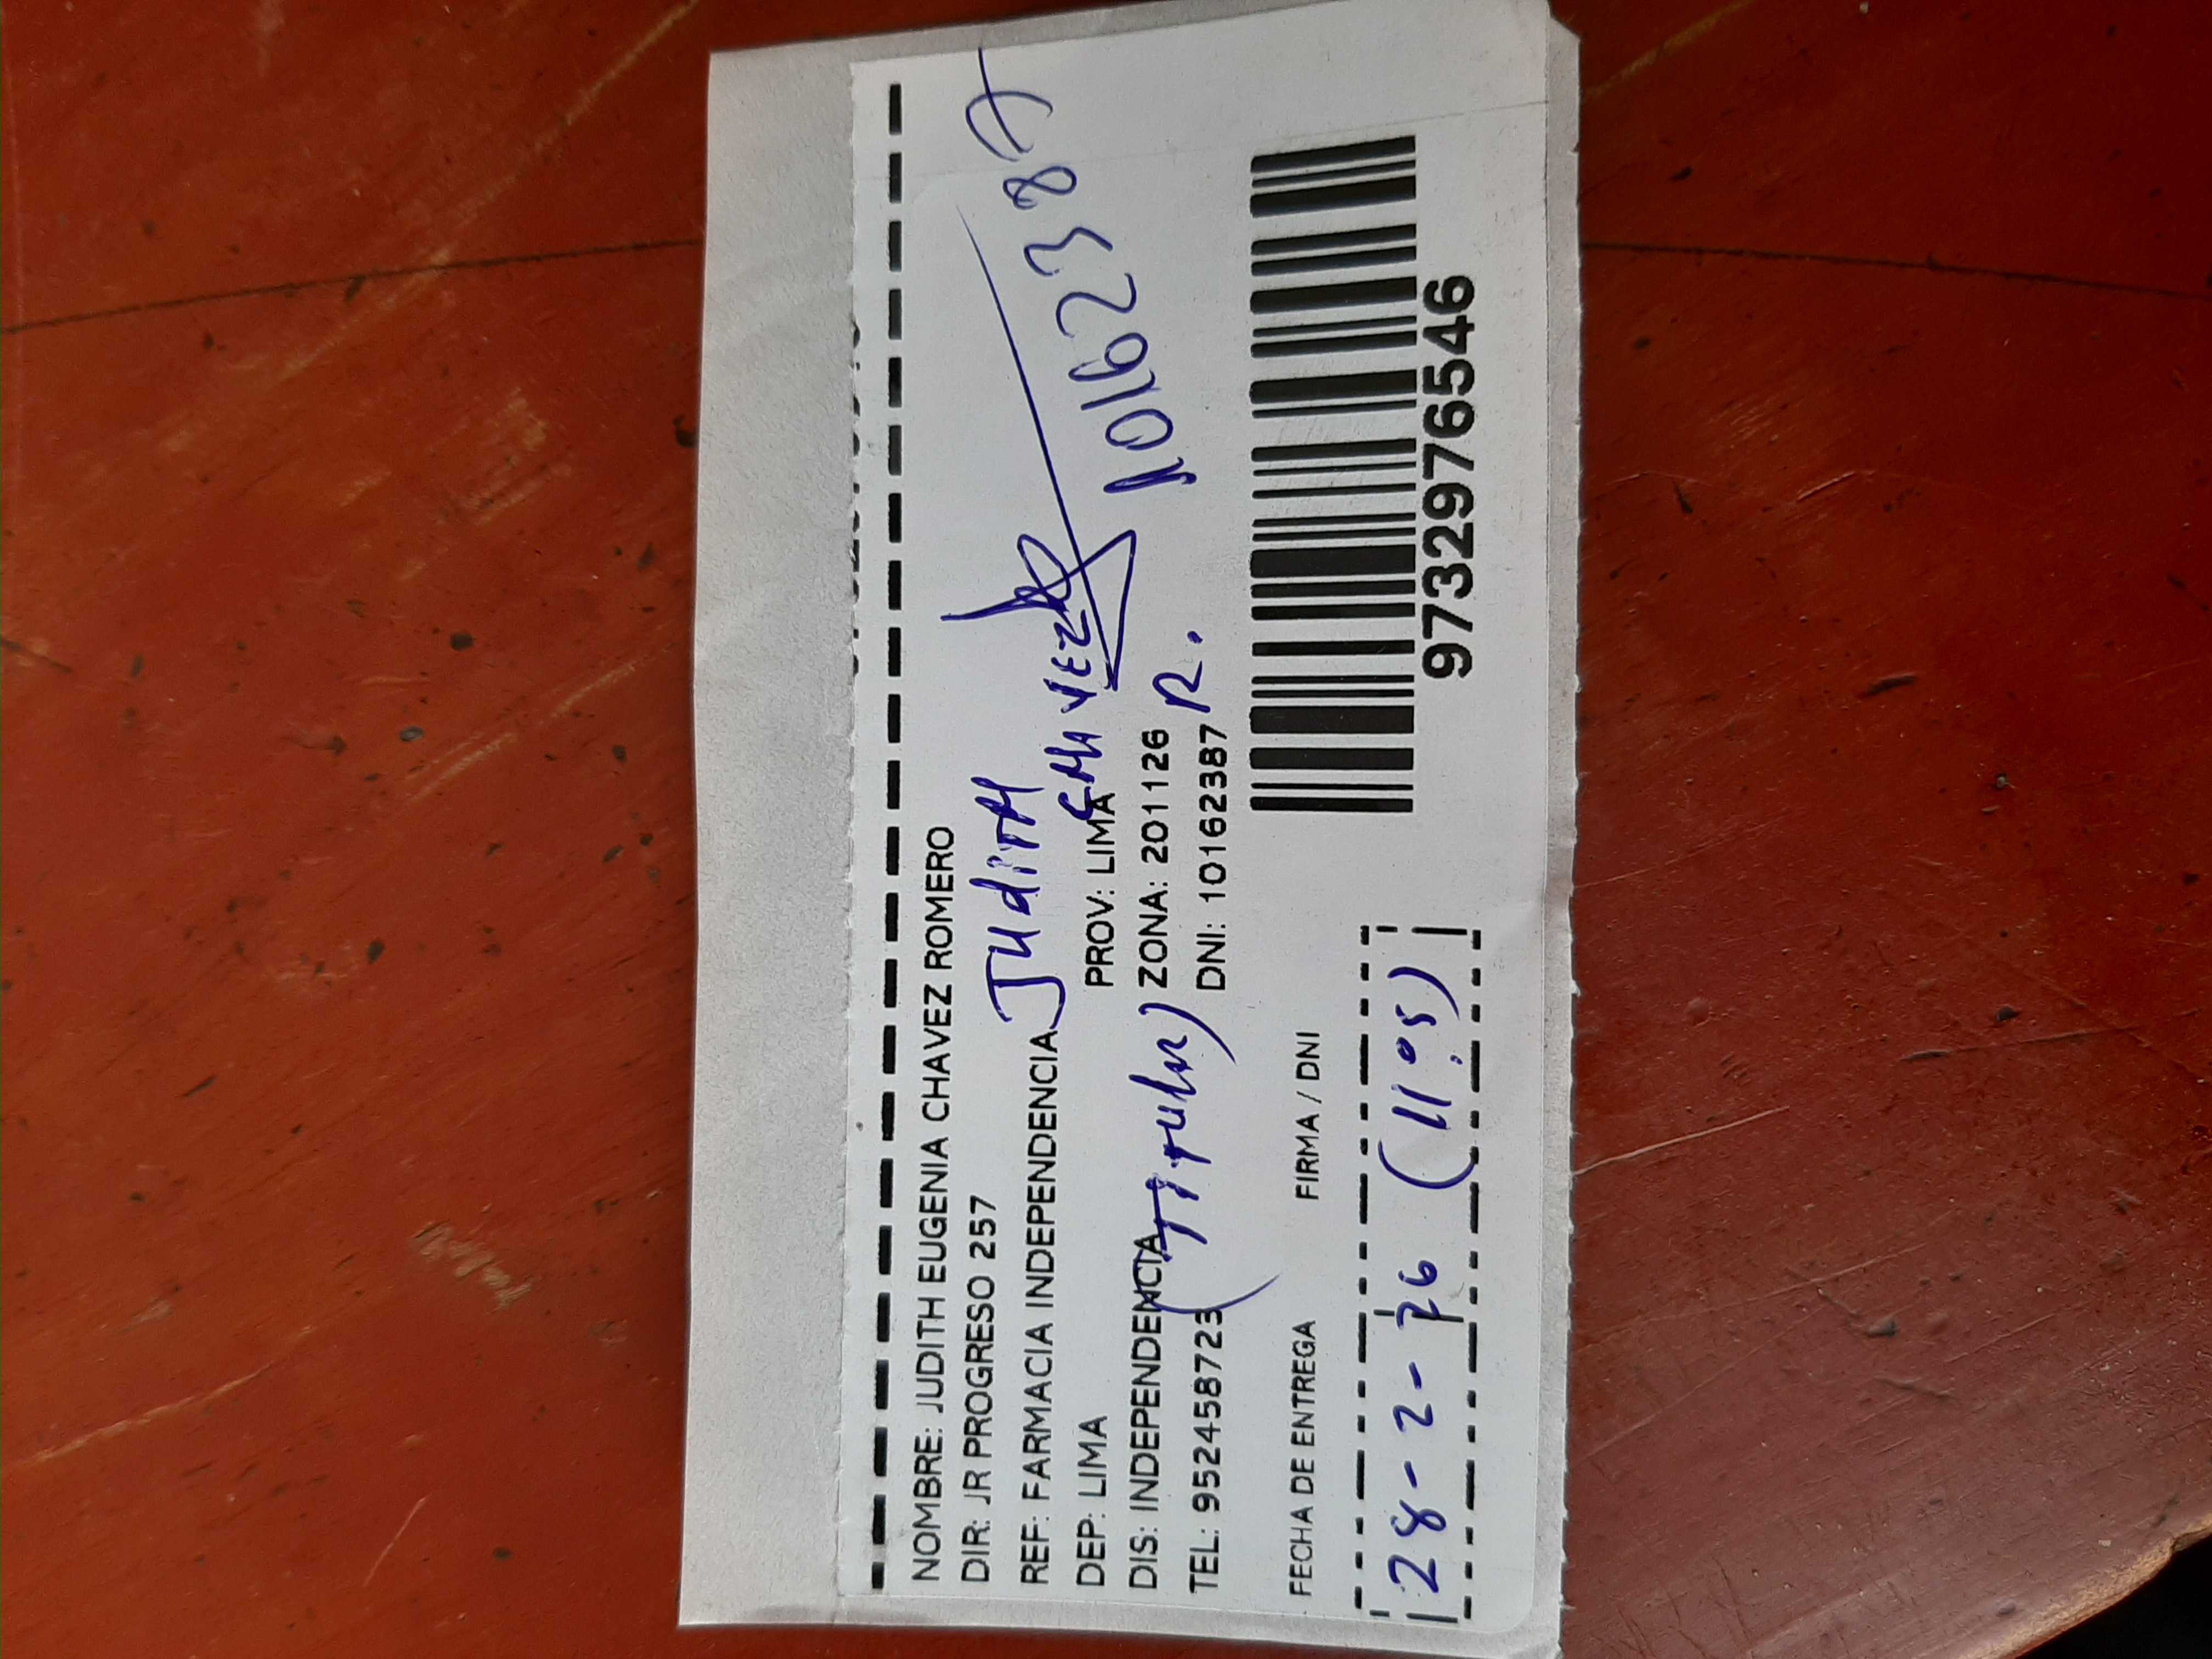 NOMBRE: JUDITH EUGENIA CHAVEZ ROMERO
DIR: JR PROGRESO 257
REF: FARMACIA INDEPENDENCIA
Judith
DEP: LIMA PROV: LIMA
CHAVEZ R.
10162387
DIS: INDEPENDENCIA ZONA: 201126
(Titular)
TEL: 952458723 DNI: 10162387
FECHA DE ENTREGA FIRMA / DNI
28-2- (11:05)
9732976546